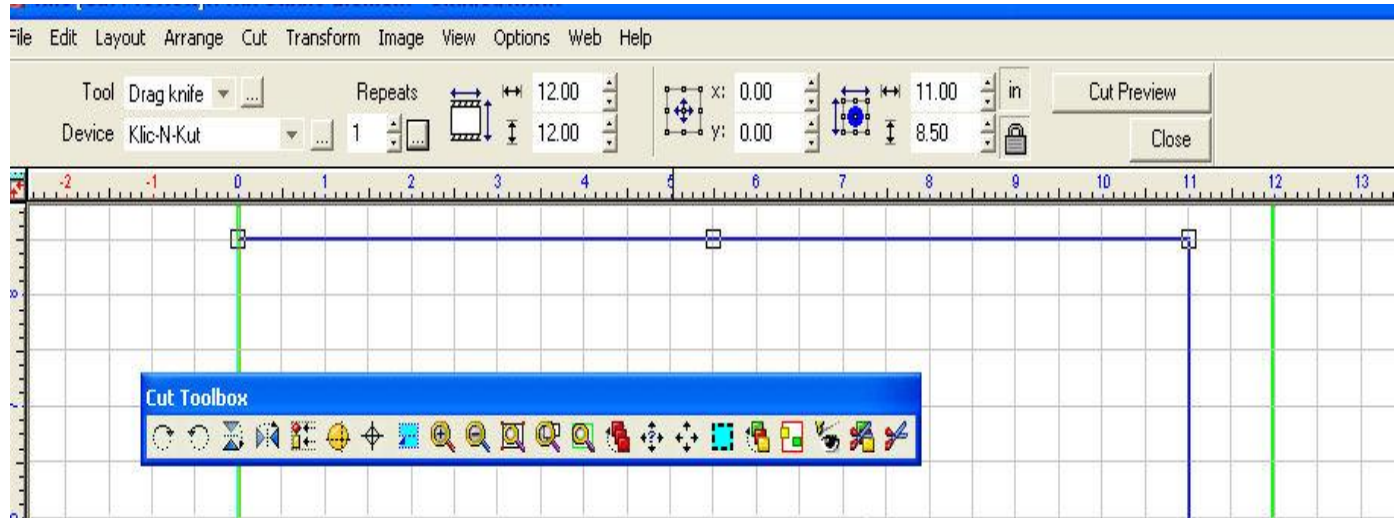 File Edit Layout Arrange Cut Transform Image View Options Web Help
Tool Drag knife ... Repeats 12.00 x: 0.00 11.00 in Cut Preview
Device Klic-N-Kut ... 1 ... 12.00 y: 0.00 8.50 Close
-2 -1 0 1 2 3 4 5 6 7 8 9 10 11 12 13
8
7
Cut Toolbox